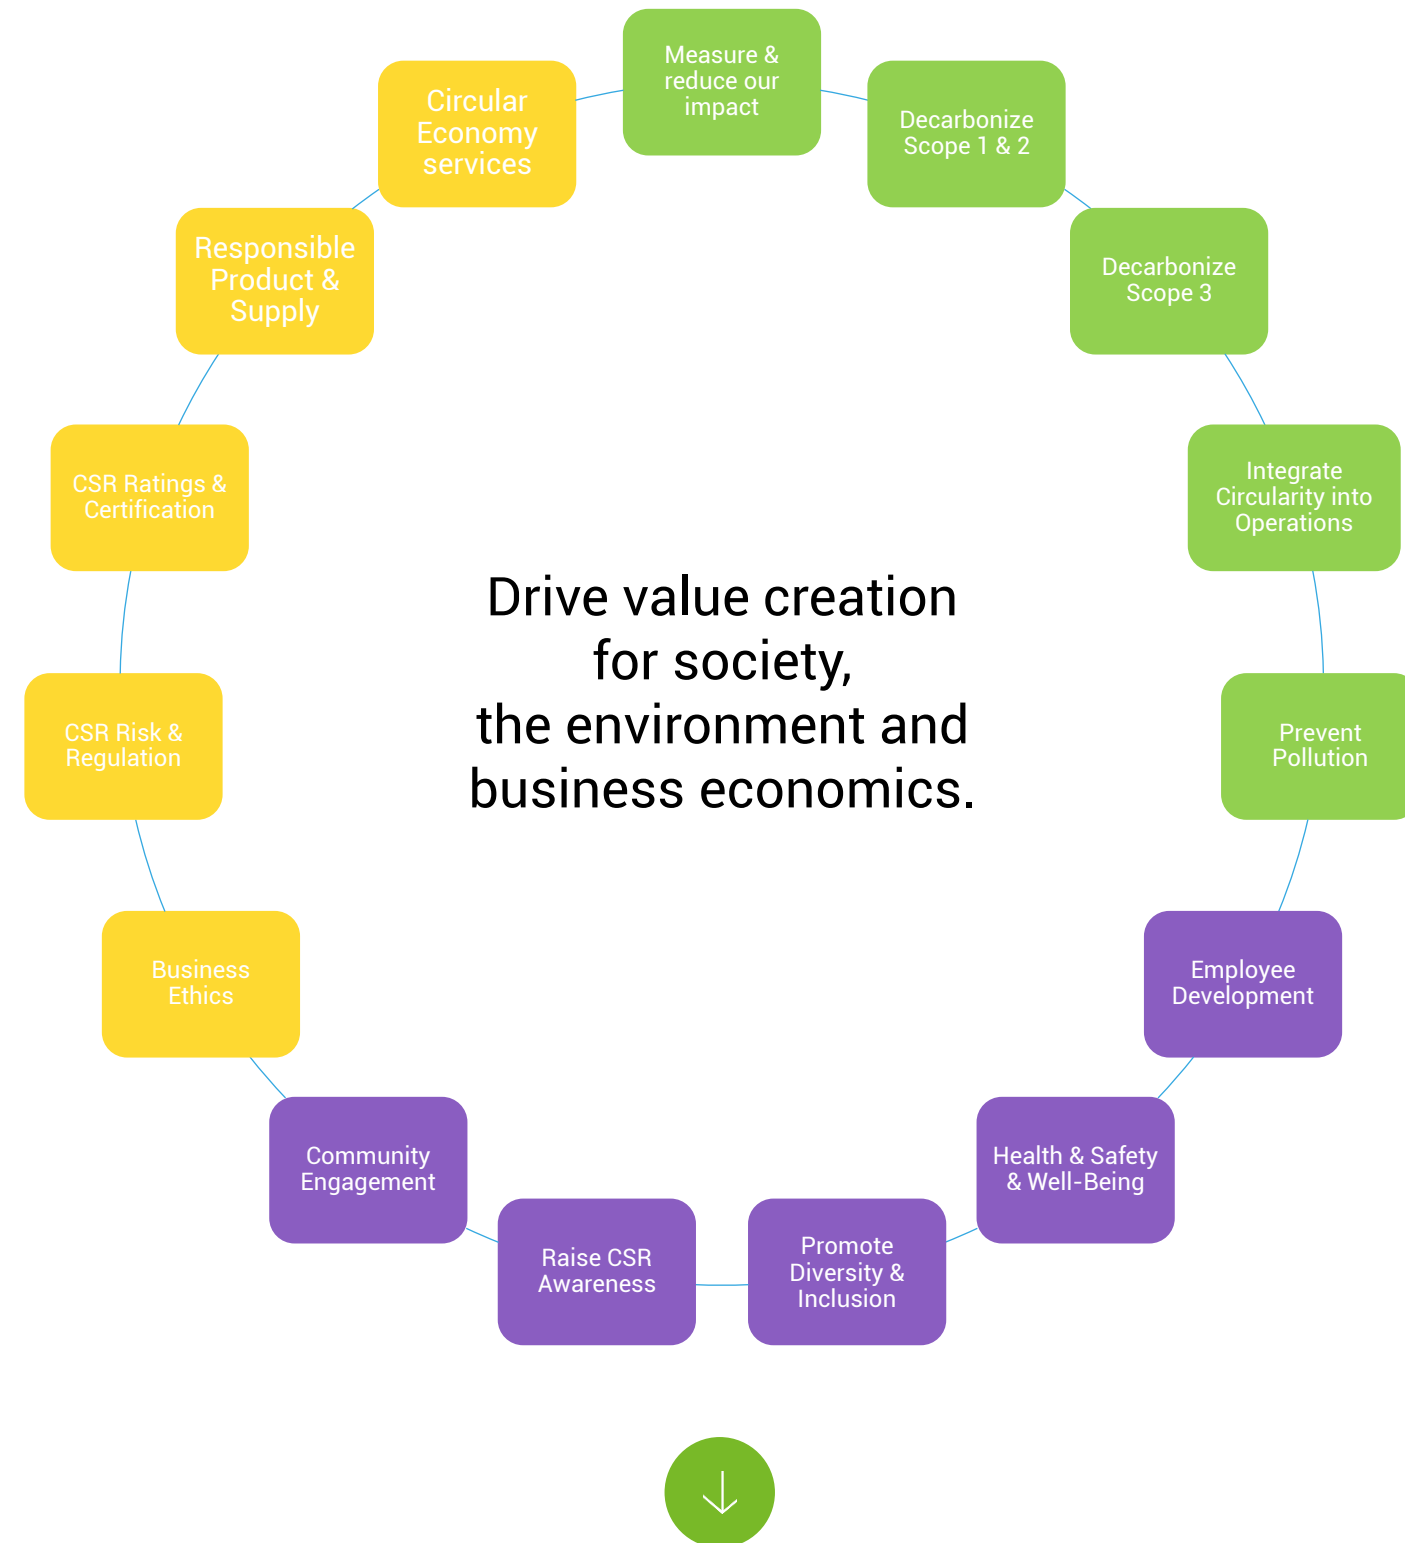 Measure &
reduce our
impact
Decarbonize
Scope 1 & 2
Decarbonize
Scope 3
Integrate
Circularity into
Operations
Prevent
Pollution
Employee
Development
Health & Safety
& Well-Being
Promote
Diversity &
Inclusion
Raise CSR
Awareness
Community
Engagement
Business
Ethics
CSR Risk &
Regulation
CSR Ratings &
Certification
Responsible
Product &
Supply
Circular
Economy
services
Drive value creation
for society,
the environment and
business economics.